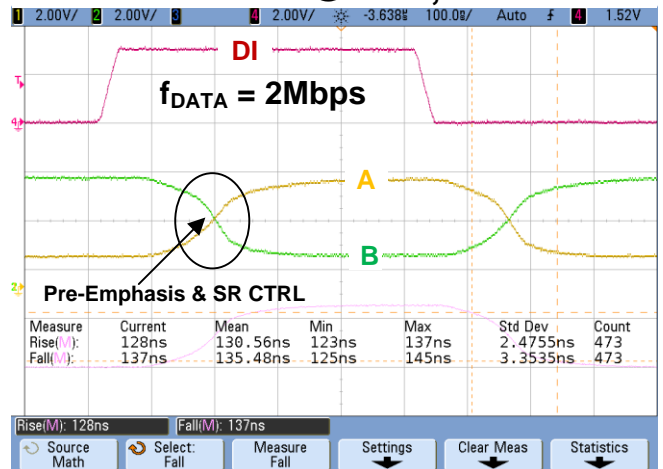 1 2.00V/ 2 2.00V/ 3 4 2.00V/ -3.638 100.0 / Auto 4 1.52V
DI
T
fDATA = 2Mbps
4
A
B
2
Pre-Emphasis & SR CTRL
Measure Current Mean Min Max Std Dev Count
Rise(M): 128ns 130.56ns 123ns 137ns 2.4755ns 473
Fall(M): 137ns 135.48ns 125ns 145ns 3.3535ns 473
Rise(M): 128ns Fall(M): 137ns
Source Select: Measure Settings Clear Meas Statistics
Math Fall Fall